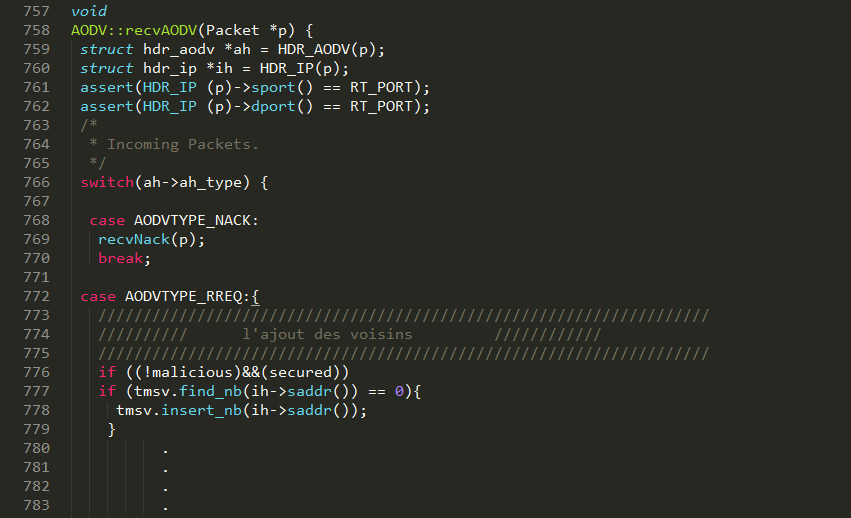 757 void
758 AODV::recvAODV(Packet *p) {
759 struct hdr_aodv *ah = HDR_AODV(p);
760 struct hdr_ip *ih = HDR_IP(p);
761 assert(HDR_IP (p)->sport() == RT_PORT);
762 assert(HDR_IP (p)->dport() == RT_PORT);
763 /*
764 * Incoming Packets.
765 */
766 switch(ah->ah_type) {
767
768 case AODVTYPE_NACK:
769 recvNack(p);
770 break;
771
772 case AODVTYPE_RREQ:{
773 ////////////////////////////////////////////////////////////////////
774 ////////// l'ajout des voisins ////////////
775 ////////////////////////////////////////////////////////////////////
776 if ((!malicious)&&(secured))
777 if (tmsv.find_nb(ih->saddr()) == 0){
778 tmsv.insert_nb(ih->saddr());
779 }
780 .
781 .
782 .
783 .